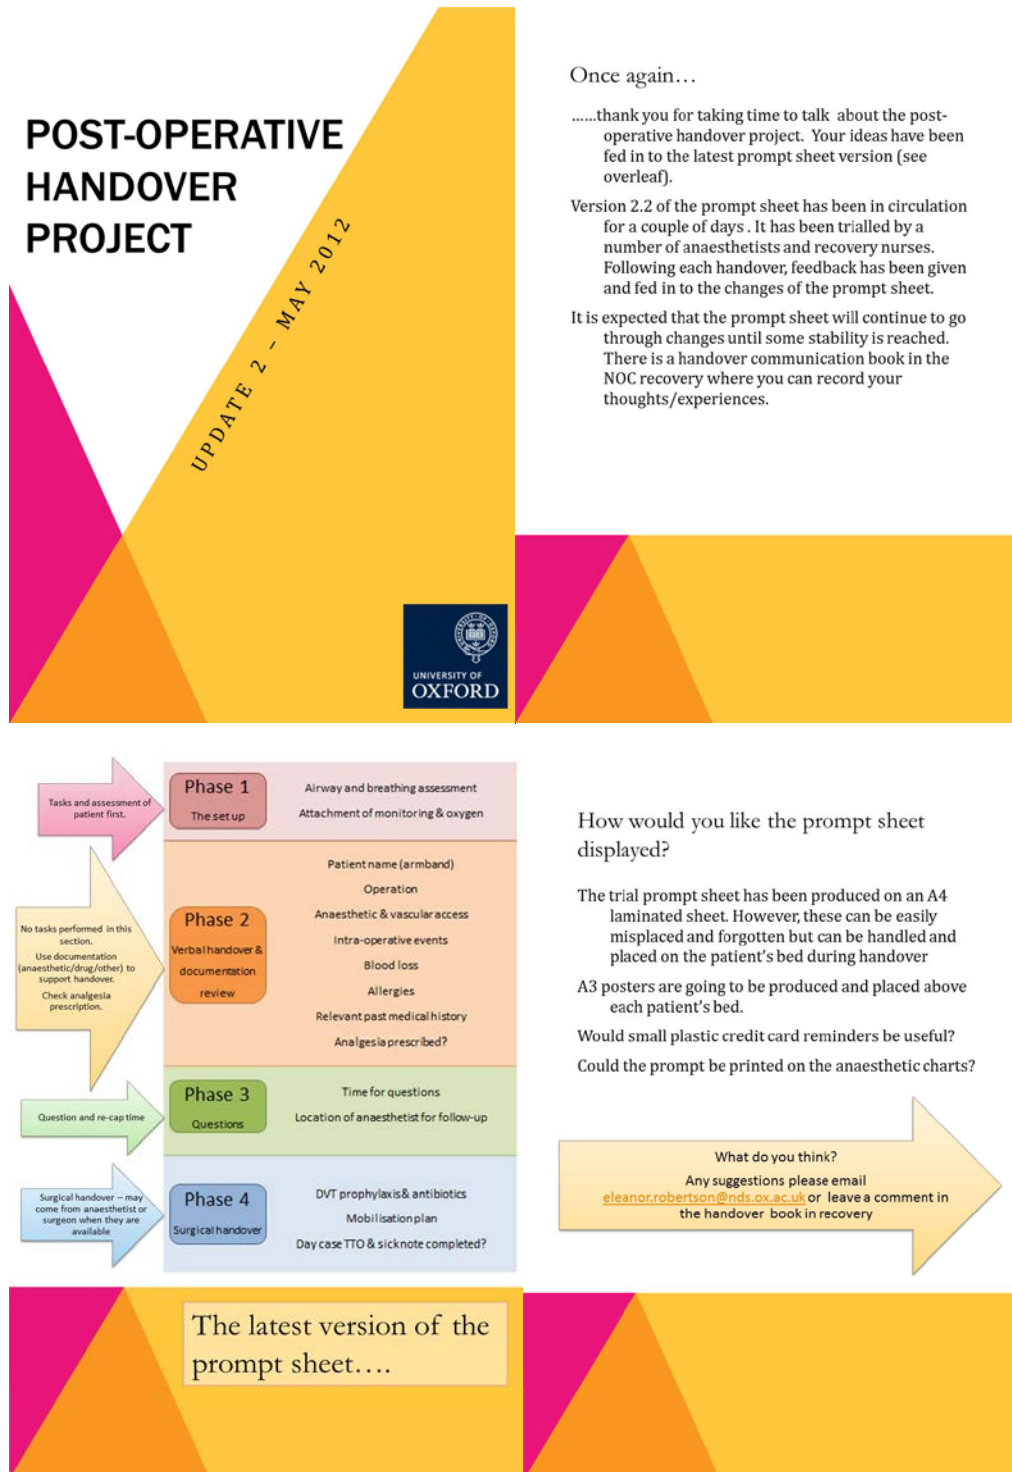 POST-OPERATIVE
HANDOVER
PROJECT
UPDATE 2 – MAY 2012
UNIVERSITY OF
OXFORD
Once again…
......thank you for taking time to talk about the post-
operative handover project. Your ideas have been
fed in to the latest prompt sheet version (see
overleaf).
Version 2.2 of the prompt sheet has been in circulation
for a couple of days . It has been trialled by a
number of anaesthetists and recovery nurses.
Following each handover, feedback has been given
and fed in to the changes of the prompt sheet.
It is expected that the prompt sheet will continue to go
through changes until some stability is reached.
There is a handover communication book in the
NOC recovery where you can record your
thoughts/experiences.
Tasks and assessment of
patient first.
Phase 1
The set up
Airway and breathing assessment
Attachment of monitoring & oxygen
No tasks performed in this
section.
Use documentation
(anaesthetic/drug/other) to
support handover.
Check analgesia
prescription.
Phase 2
Verbal handover &
documentation
review
Patient name (armband)
Operation
Anaesthetic & vascular access
Intra-operative events
Blood loss
Allergies
Relevant past medical history
Analgesia prescribed?
Question and re-cap time
Phase 3
Questions
Time for questions
Location of anaesthetist for follow-up
Surgical handover – may
come from anaesthetist or
surgeon when they are
available
Phase 4
Surgical handover
DVT prophylaxis & antibiotics
Mobilisation plan
Day case TTO & sick note completed?
The latest version of the
prompt sheet….
How would you like the prompt sheet
displayed?
The trial prompt sheet has been produced on an A4
laminated sheet. However, these can be easily
misplaced and forgotten but can be handled and
placed on the patient's bed during handover
A3 posters are going to be produced and placed above
each patient's bed.
Would small plastic credit card reminders be useful?
Could the prompt be printed on the anaesthetic charts?
What do you think?
Any suggestions please email
eleanor.robertson@nds.ox.ac.uk or leave a comment in
the handover book in recovery